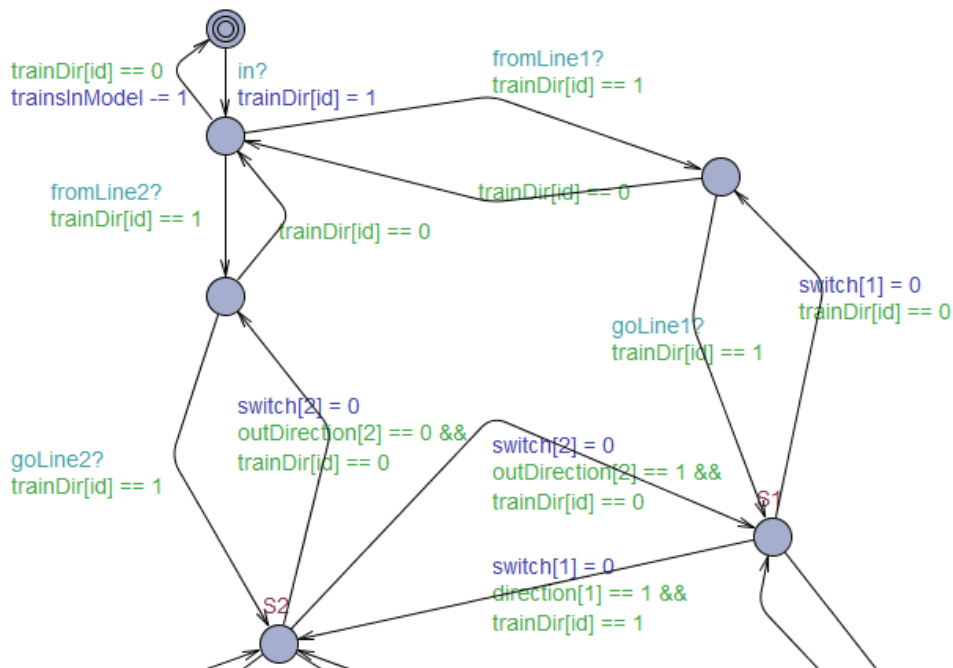 trainDir[id] == 0
trainsInModel -= 1
in?
trainDir[id] = 1
fromLine1?
trainDir[id] == 1
fromLine2?
trainDir[id] == 1
trainDir[id] == 0
trainDir[id] == 0
switch[1] = 0
trainDir[id] == 0
goLine1?
trainDir[id] == 1
switch[2] = 0
outDirection[2] == 0 &&
trainDir[id] == 0
goLine2?
trainDir[id] == 1
switch[2] = 0
outDirection[2] == 1 &&
trainDir[id] == 0
S1
switch[1] = 0
direction[1] == 1 &&
trainDir[id] == 1
S2